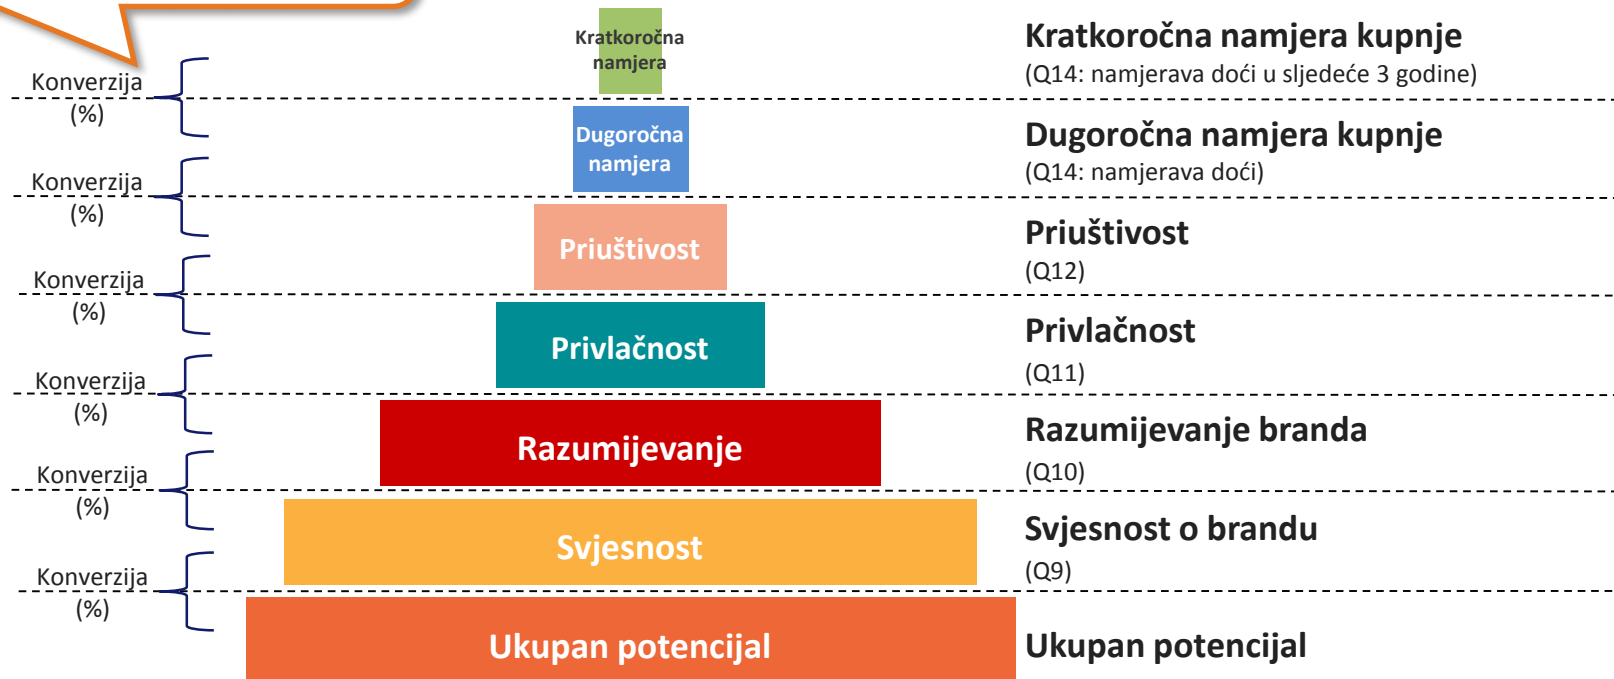 Kratkoročna
namjera
Kratkoročna namjera kupnje
(Q14: namjerava doći u sljedeće 3 godine)
Konverzija
(%)
Dugoročna
namjera
Dugoročna namjera kupnje
(Q14: namjerava doći)
Konverzija
(%)
Priuštivost
Priuštivost
(Q12)
Konverzija
(%)
Privlačnost
Privlačnost
(Q11)
Konverzija
(%)
Razumijevanje
Razumijevanje branda
(Q10)
Konverzija
(%)
Svjesnost
Svjesnost o brandu
(Q9)
Konverzija
(%)
Ukupan potencijal
Ukupan potencijal